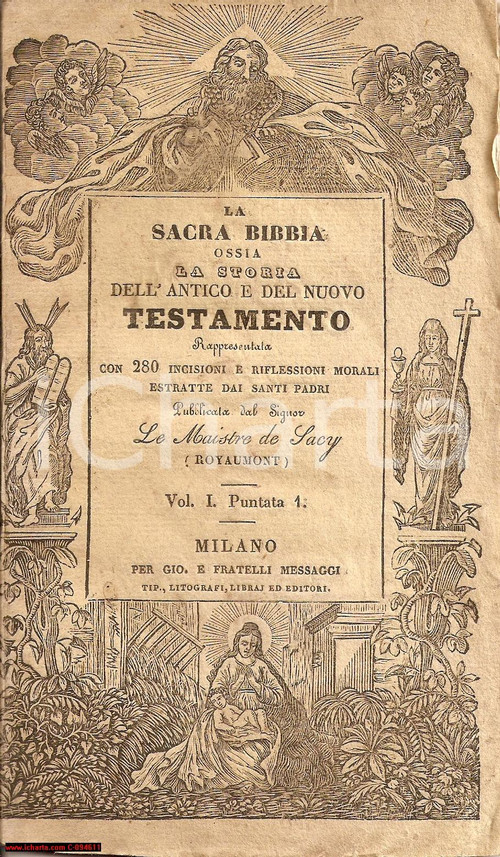 LA
SACRA BIBBIA
OSSIA
LA STORIA
DELL' ANTICO E DEL NUOVO
TESTAMENTO
Rappresentata
CON 280 INCISIONI E RIFLESSIONI MORALI
ESTRATTE DAI SANTI PADRI
Pubblicata dal Signor
Le Maistre de Sacy
(ROYAUMONT)
Vol. I. Puntata 1.
MILANO
PER GIO. E FRATELLI MESSAGGI
TIP., LITOGRAFI, LIBRAJ ED EDITORI.
icharta
www.icharta.com C-094611